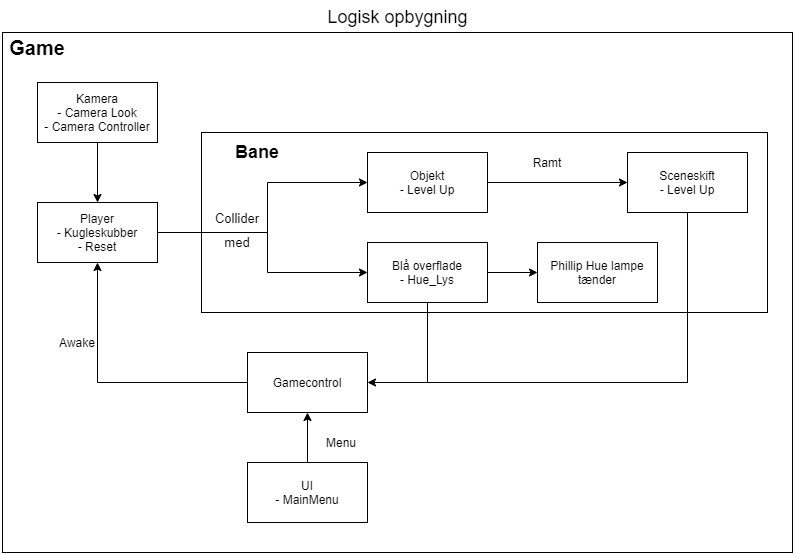 Logisk opbygning
Game
Kamera
- Camera Look
- Camera Controller
Bane
Objekt
- Level Up
Ramt
Sceneskift
- Level Up
Player
- Kugleskubber
- Reset
Collider
med
Blå overflade
- Hue_Lys
Phillip Hue lampe
tænder
Awake
Gamecontrol
Menu
UI
- MainMenu